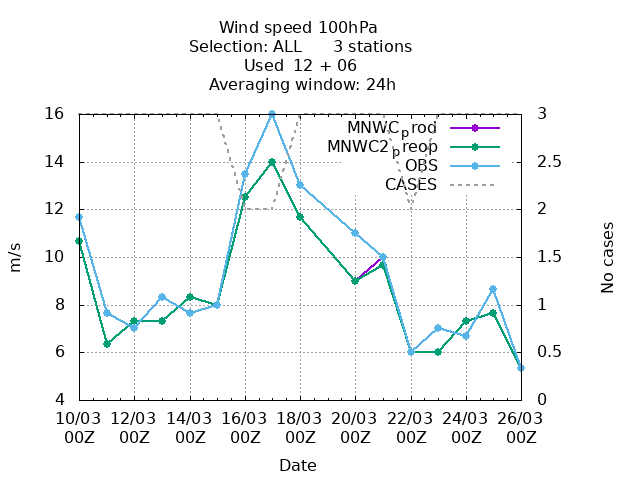 Wind speed 100hPa
Selection: ALL 3 stations
Used 12 + 06
Averaging window: 24h
16 3
MNWC_prod
MNWC2_preop
14 2.5
OBS
CASES
12 2
10 1.5
8 1
6 0.5
4 0
m/s
No cases
10/03 12/03 14/03 16/03 18/03 20/03 22/03 24/03 26/03
00Z 00Z 00Z 00Z 00Z 00Z 00Z 00Z 00Z
Date